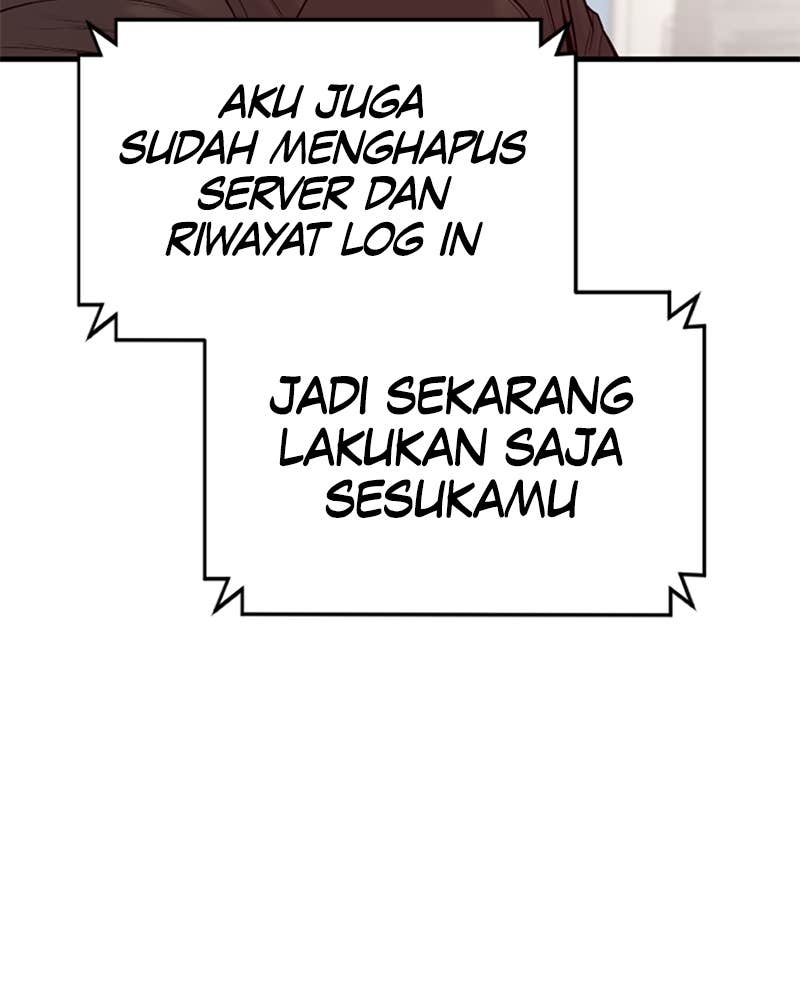 AKU JUGA
SUDAH MENGHAPUS
SERVER DAN
RIWAYAT LOG IN
JADI SEKARANG
LAKUKAN SAJA
SESUKAMU